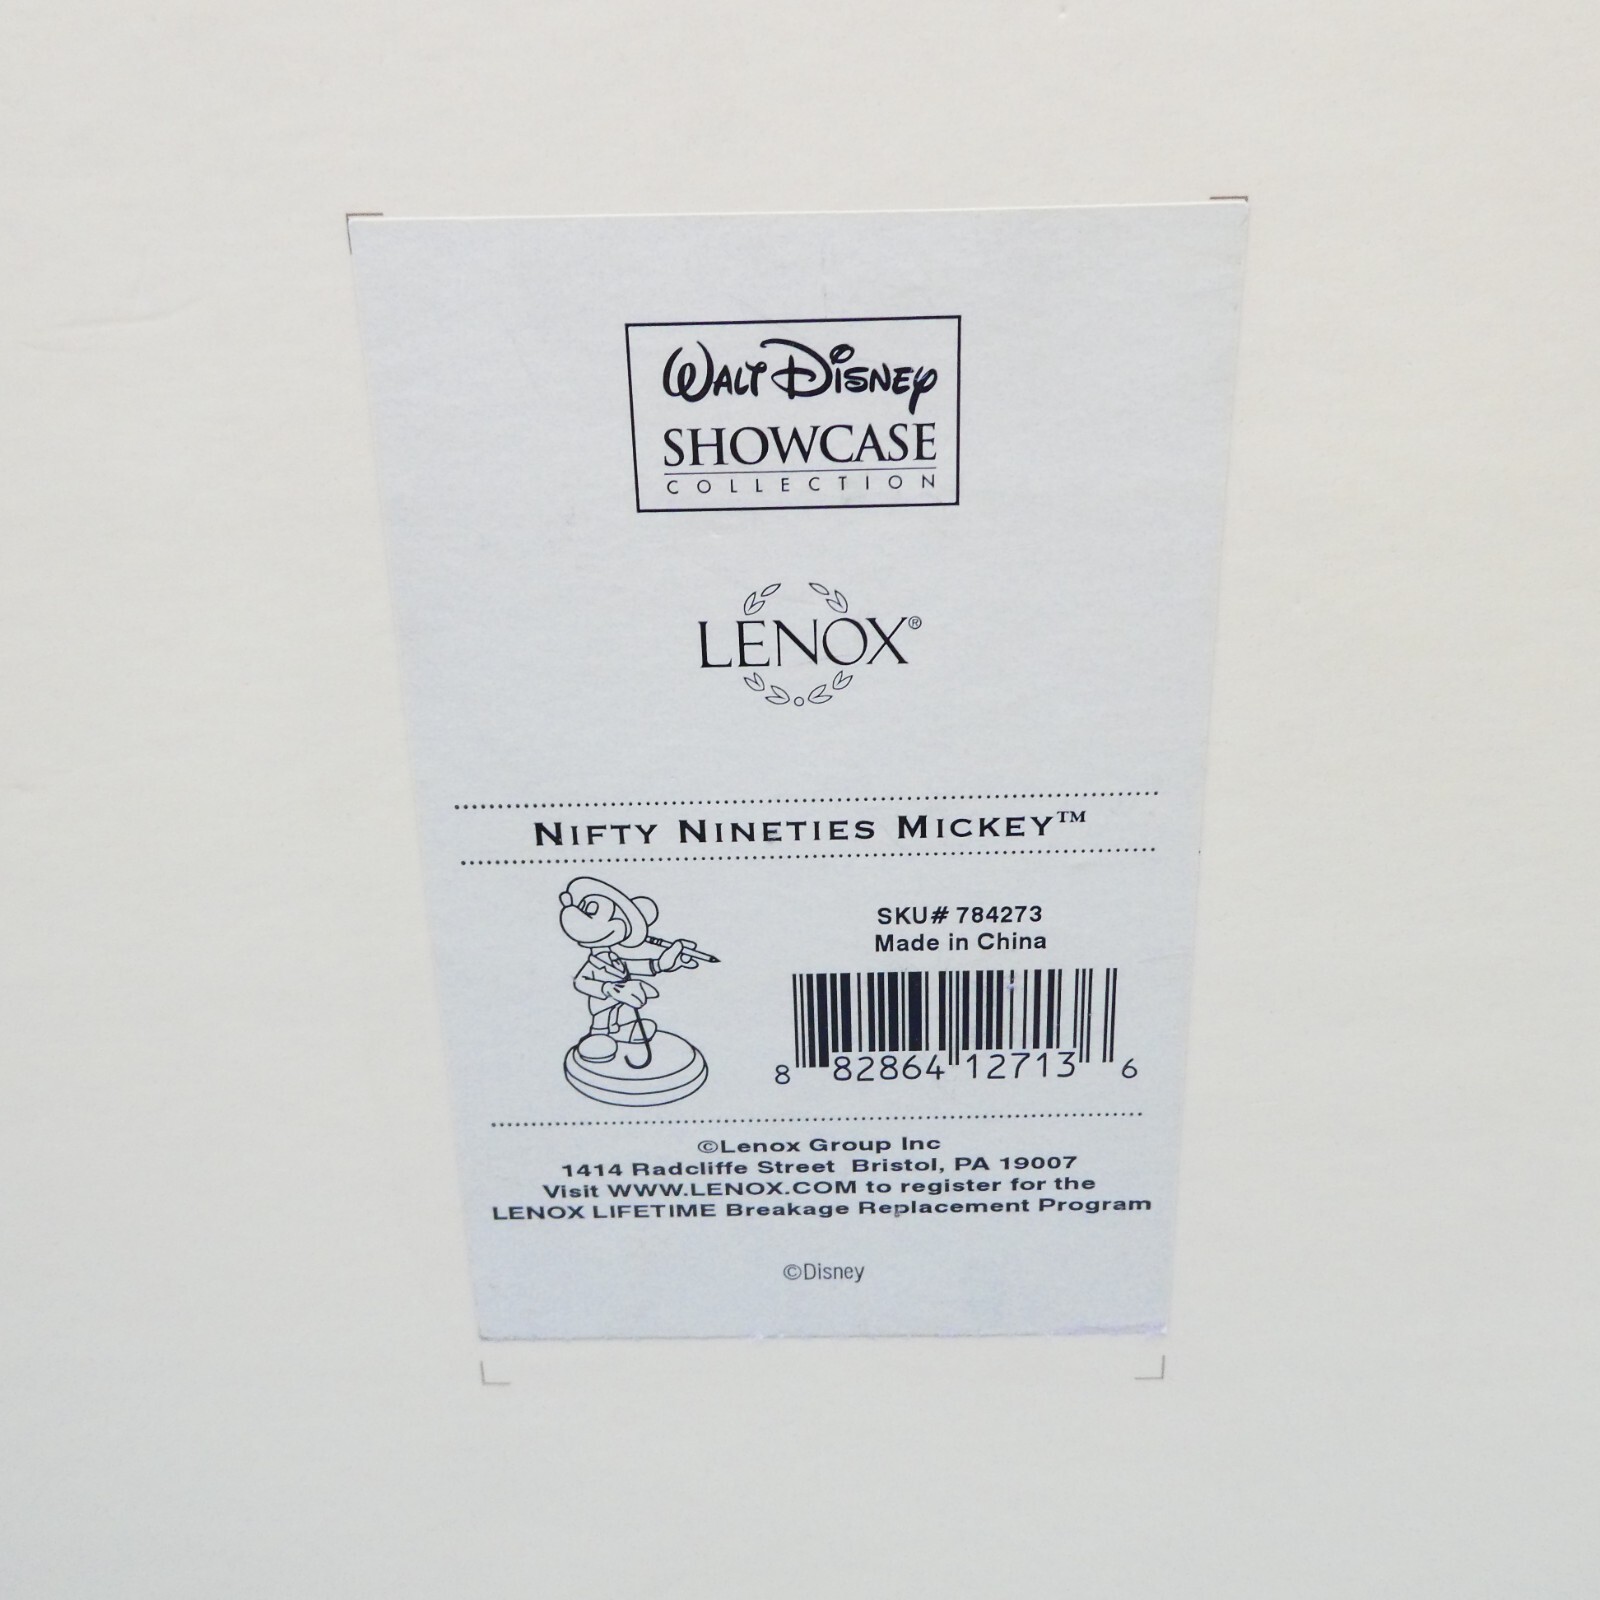 WALT DISNEY
SHOWCASE
COLLECTION
LENOX®
NIFTY NINETIES MICKEY™
SKU# 784273
Made in China
8 82864 12713 6
©Lenox Group Inc
1414 Radcliffe Street Bristol, PA 19007
Visit WWW.LENOX.COM to register for the
LENOX LIFETIME Breakage Replacement Program
©Disney